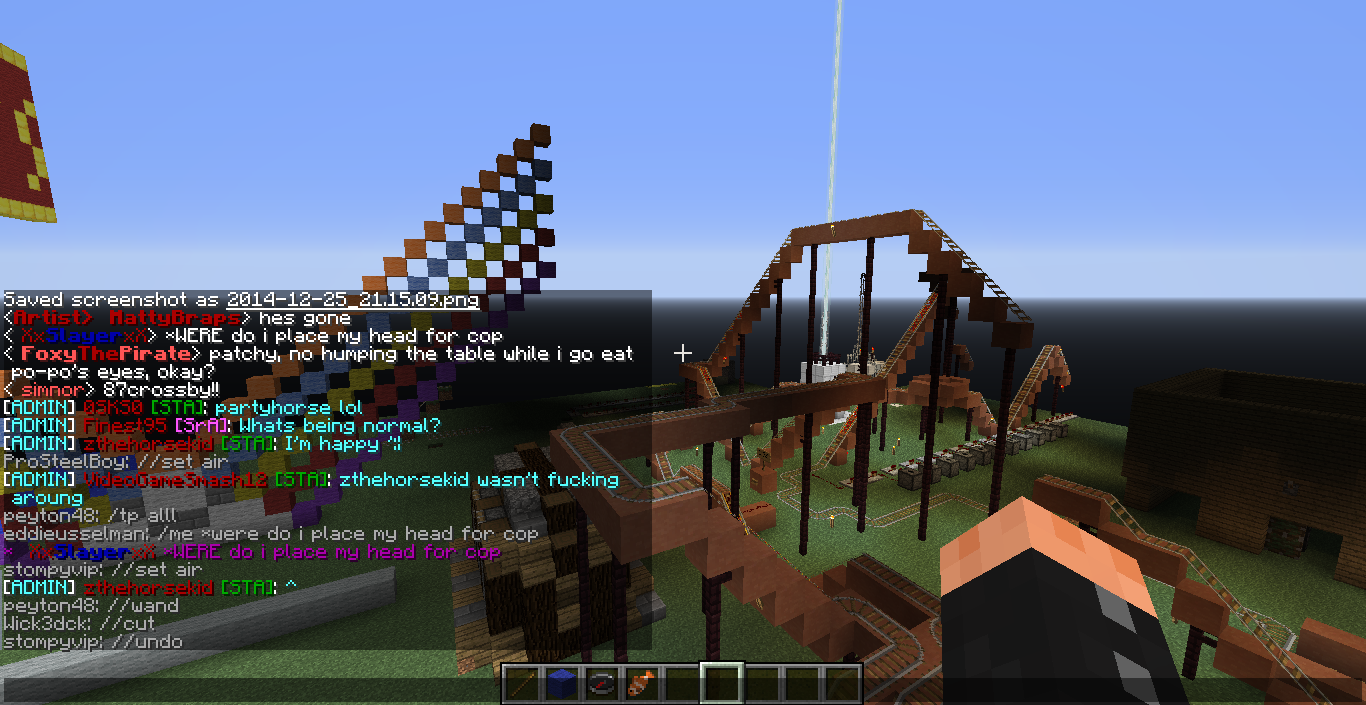 Saved screenshot as 2014-12-25_21.15.09.png
<Artist> MattyBraps> hes gone
< XxSlayerxX> *WERE do i place my head for cop
< FoxyThePirate> patchy, no humping the table while i go eat
po-po's eyes, okay?
< simnor> 87crossby!!
[ADMIN] 0SKS0 [STA]: partyhorse lol
[ADMIN] Finest95 [SrA]: Whats being normal?
[ADMIN] zthehorsekid [STA]: I'm happy ";|
ProSteelBoy: //set air
[ADMIN] VideoGameSmash12 [STA]: zthehorsekid wasn't fucking
aroung
peyton48: /tp alll
eddieusselman: /me *were do i place my head for cop
* XxSlayerxX *WERE do i place my head for cop
stompyvip: //set air
[ADMIN] zthehorsekid [STA]: ^
peyton48: //wand
Wick3dck: //cut
stompyvip: //undo